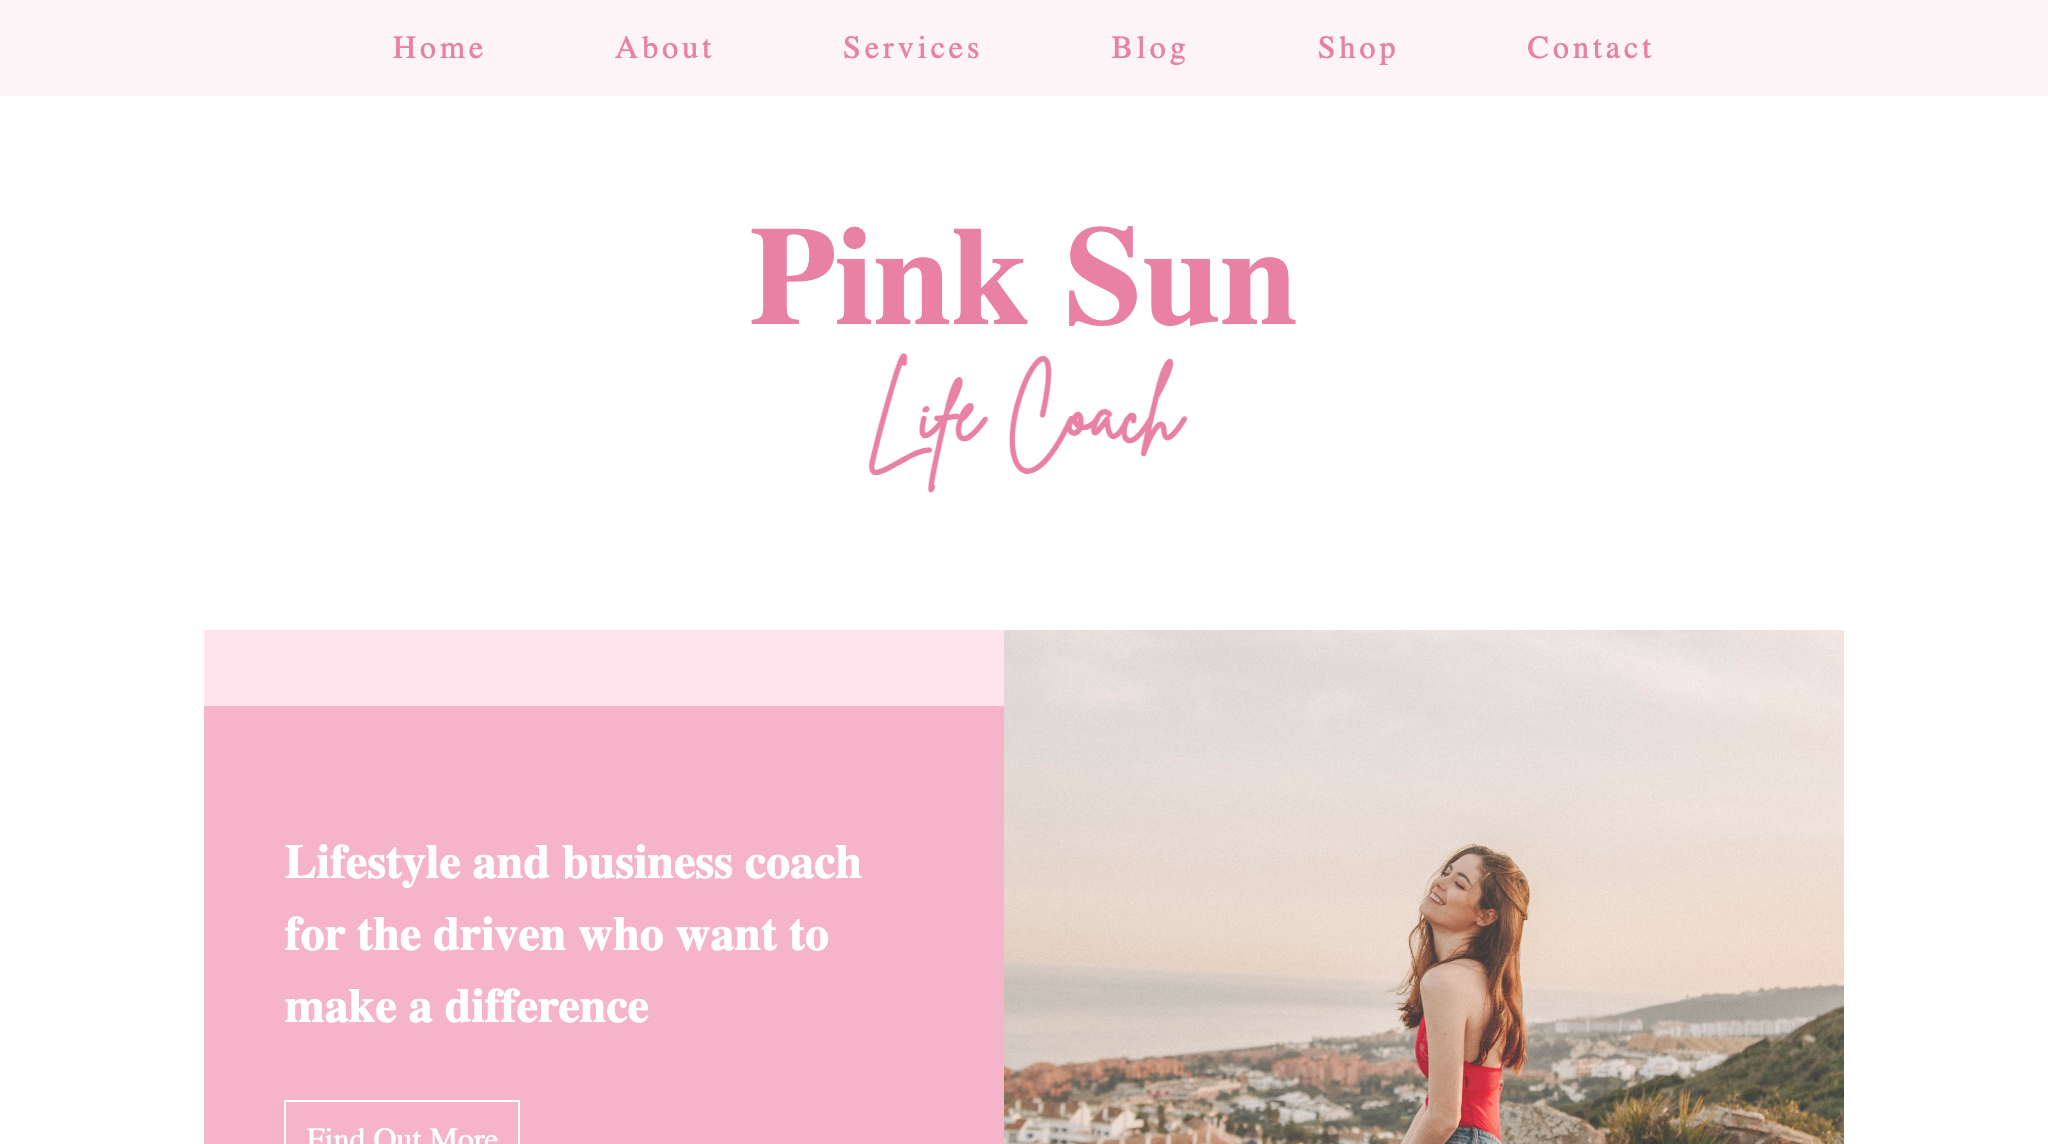 Home About Services Blog Shop Contact
Pink Sun
Life Coach
Lifestyle and business coach
for the driven who want to
make a difference
Find Out More